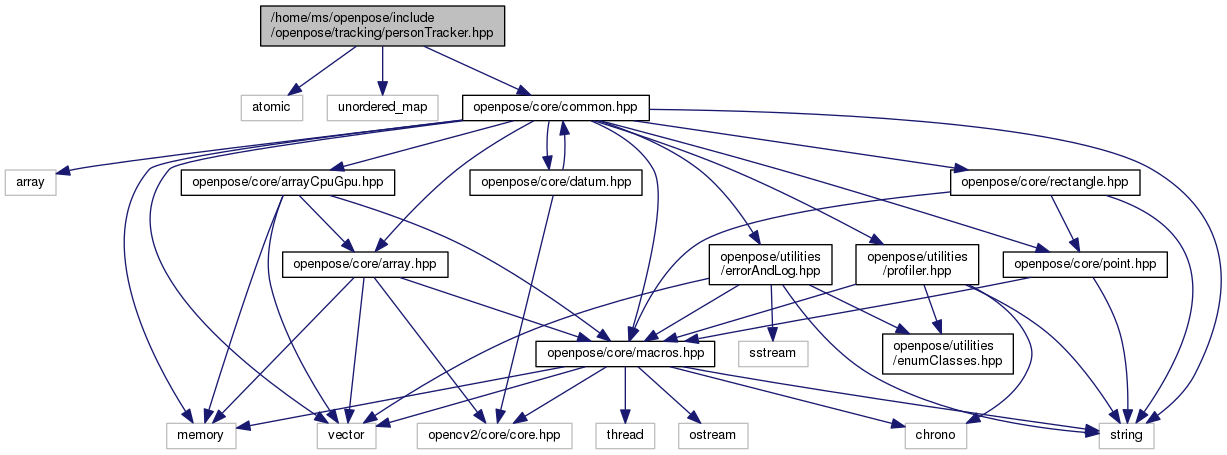 /home/ms/openpose/include
/openpose/tracking/personTracker.hpp
atomic
unordered_map
openpose/core/common.hpp
array
openpose/core/arrayCpuGpu.hpp
openpose/core/datum.hpp
openpose/core/rectangle.hpp
openpose/core/array.hpp
openpose/utilities
/errorAndLog.hpp
openpose/utilities
/profiler.hpp
openpose/core/point.hpp
openpose/core/macros.hpp
sstream
openpose/utilities
/enumClasses.hpp
memory
vector
opencv2/core/core.hpp
thread
ostream
chrono
string